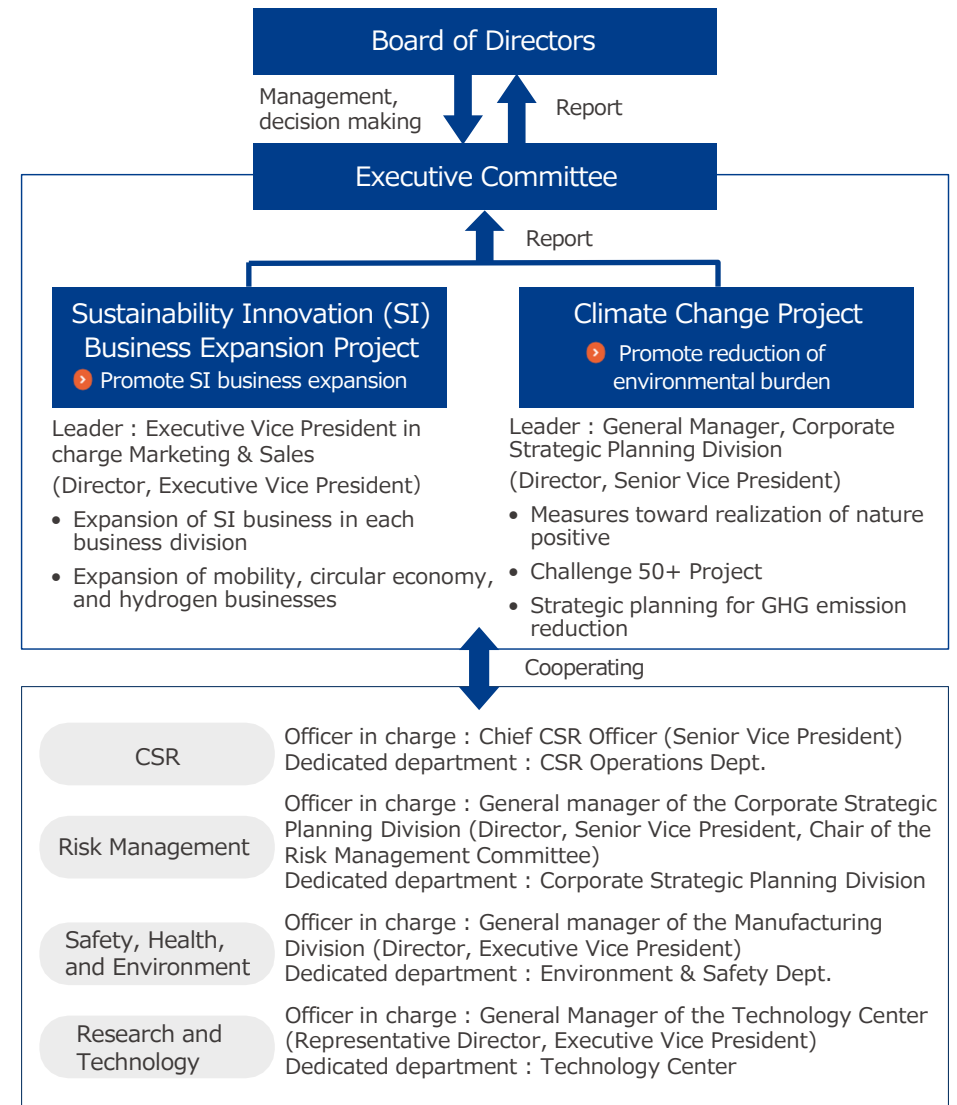 Board of Directors
Management,
decision making
Report
Executive Committee
Report
Sustainability Innovation (SI)
Business Expansion Project
Promote SI business expansion
Leader : Executive Vice President in
charge Marketing & Sales
(Director, Executive Vice President)
• Expansion of SI business in each
business division
• Expansion of mobility, circular economy,
and hydrogen businesses
Climate Change Project
Promote reduction of
environmental burden
Leader : General Manager, Corporate
Strategic Planning Division
(Director, Senior Vice President)
• Measures toward realization of nature
positive
• Challenge 50+ Project
• Strategic planning for GHG emission
reduction
Cooperating
CSR
Officer in charge : Chief CSR Officer (Senior Vice President)
Dedicated department : CSR Operations Dept.
Risk Management
Officer in charge : General manager of the Corporate Strategic
Planning Division (Director, Senior Vice President, Chair of the
Risk Management Committee)
Dedicated department : Corporate Strategic Planning Division
Safety, Health,
and Environment
Officer in charge : General manager of the Manufacturing
Division (Director, Executive Vice President)
Dedicated department : Environment & Safety Dept.
Research and
Technology
Officer in charge : General Manager of the Technology Center
(Representative Director, Executive Vice President)
Dedicated department : Technology Center